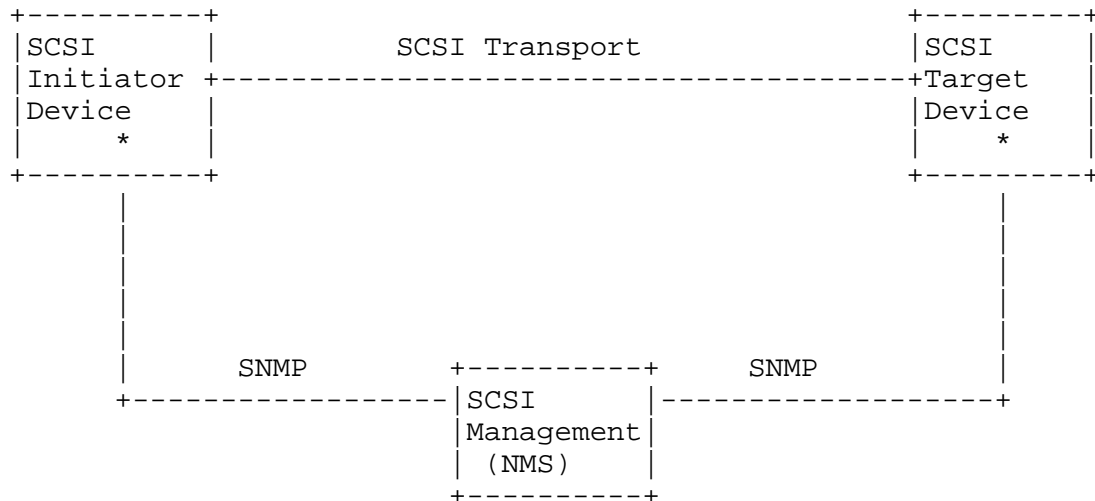 SCSI SCSI Transport SCSI
Initiator Target
Device Device
* *
SNMP SNMP
SCSI
Management
(NMS)